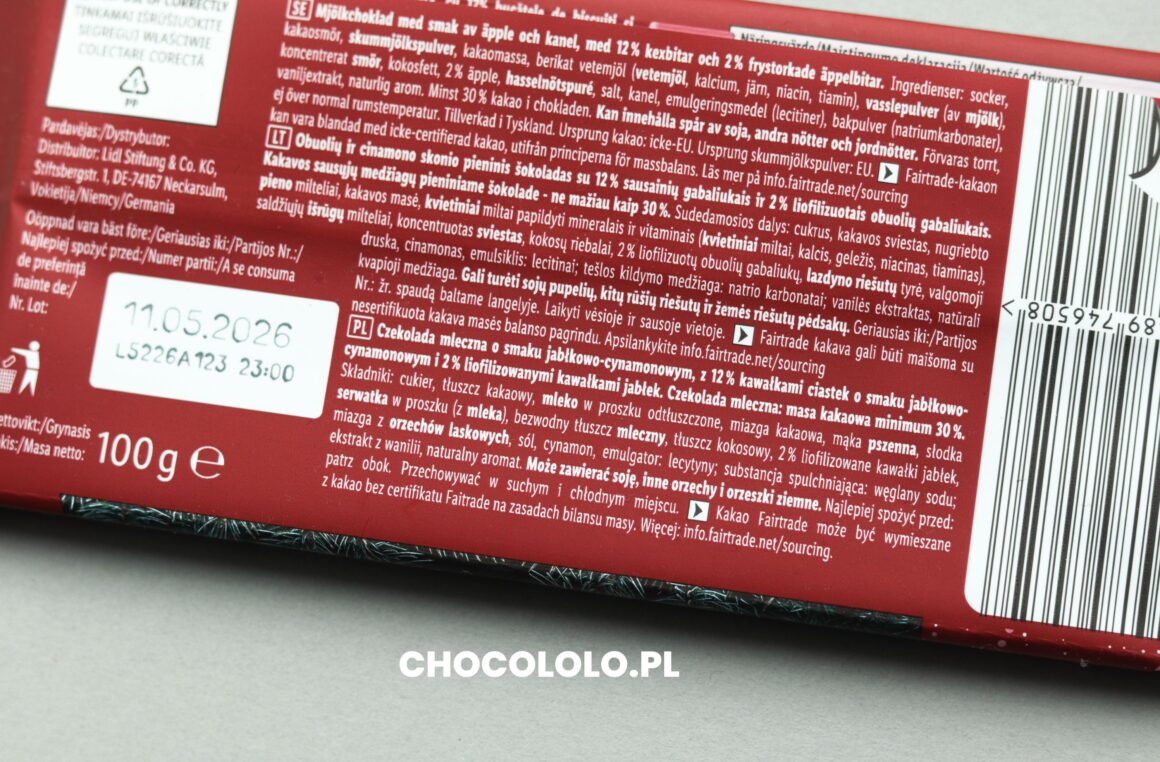 OF CORRECTLY
TINKAMAI IŠRŪŠIUOKITE
SEGREGUJ WŁAŚCIWIE
COLECTARE CORECTĂ
PP
Pardavėjas:/Dystrybutor:
Distribuitor: Lidl Stiftung & Co. KG,
Stiftsbergstr. 1, DE-74167 Neckarsulm,
Vokietija/Niemcy/Germania
Oöppnad vara bäst före:/Geriausias iki:/Partijos Nr.:/
Najlepiej spożyć przed:/Numer partii:/A se consuma
de preferință
înainte de:/
Nr. Lot:
11.05.2026
L5226A123 23:00
ettovikt:/Grynasis
kis:/Masa netto:
100 g ℮
12% bucățele de biscuiți și
SE Mjölkchoklad med smak av äpple och kanel, med 12% kexbitar och 2% frystorkade äppelbitar. Ingredienser: socker,
kakaosmör, skummjölkspulver, kakaomassa, berikat vetemjöl (vetemjöl, kalcium, järn, niacin, tiamin), vasslepulver (av mjölk),
koncentrerat smör, kokosfett, 2% äpple, hasselnötspuré, salt, kanel, emulgeringsmedel (lecitiner), bakpulver (natriumkarbonater),
vaniljextrakt, naturlig arom. Minst 30% kakao i chokladen. Kan innehålla spår av soja, andra nötter och jordnötter. Förvaras torrt,
ej över normal rumstemperatur. Tillverkad i Tyskland. Ursprung kakao: icke-EU. Ursprung skummjölkspulver: EU. Fairtrade-kakaon
kan vara blandad med icke-certifierad kakao, utifrån principerna för massbalans. Läs mer på info.fairtrade.net/sourcing
LT Obuolių ir cinamono skonio pieninis šokoladas su 12% sausainių gabaliukais ir 2% liofilizuotais obuolių gabaliukais.
Kakavos sausųjų medžiagų pieniniame šokolade - ne mažiau kaip 30%. Sudedamosios dalys: cukrus, kakavos sviestas, nugriebto
pieno milteliai, kakavos masė, kvietiniai miltai papildyti mineralais ir vitaminais (kvietiniai miltai, kalcis, geležis, niacinas, tiaminas),
saldžiųjų išrūgų milteliai, koncentruotas sviestas, kokosų riebalai, 2% liofilizuotų obuolių gabaliukų, lazdyno riešutų tyrė, valgomoji
druska, cinamonas, emulsiklis: lecitinai; tešlos kildymo medžiaga: natrio karbonatai; vanilės ekstraktas, natūrali
kvapioji medžiaga. Gali turėti sojų pupelių, kitų rūšių riešutų ir žemės riešutų pėdsakų. Geriausias iki:/Partijos
Nr.: žr. spaudą baltame langelyje. Laikyti vėsioje ir sausoje vietoje. Fairtrade kakava gali būti maišoma su
nesertifikuota kakava masės balanso pagrindu. Apsilankykite info.fairtrade.net/sourcing
PL Czekolada mleczna o smaku jabłkowo-cynamonowym, z 12% kawałkami ciastek o smaku jabłkowo-
cynamonowym i 2% liofilizowanymi kawałkami jabłek. Czekolada mleczna: masa kakaowa minimum 30%.
Składniki: cukier, tłuszcz kakaowy, mleko w proszku odtłuszczone, miazga kakaowa, mąka pszenna, słodka
serwatka w proszku (z mleka), bezwodny tłuszcz mleczny, tłuszcz kokosowy, 2% liofilizowane kawałki jabłek,
miazga z orzechów laskowych, sól, cynamon, emulgator: lecytyny; substancja spulchniająca: węglany sodu;
ekstrakt z wanilii, naturalny aromat. Może zawierać soję, inne orzechy i orzeszki ziemne. Najlepiej spożyć przed:
patrz obok. Przechowywać w suchym i chłodnym miejscu. Kakao Fairtrade może być wymieszane
z kakao bez certyfikatu Faitrade na zasadach bilansu masy. Więcej: info.fairtrade.net/sourcing.
Näringsvärde/Maistingumo deklaracija/Wartość odżywcza/
89 746508 >
CHOCOLOLO.PL